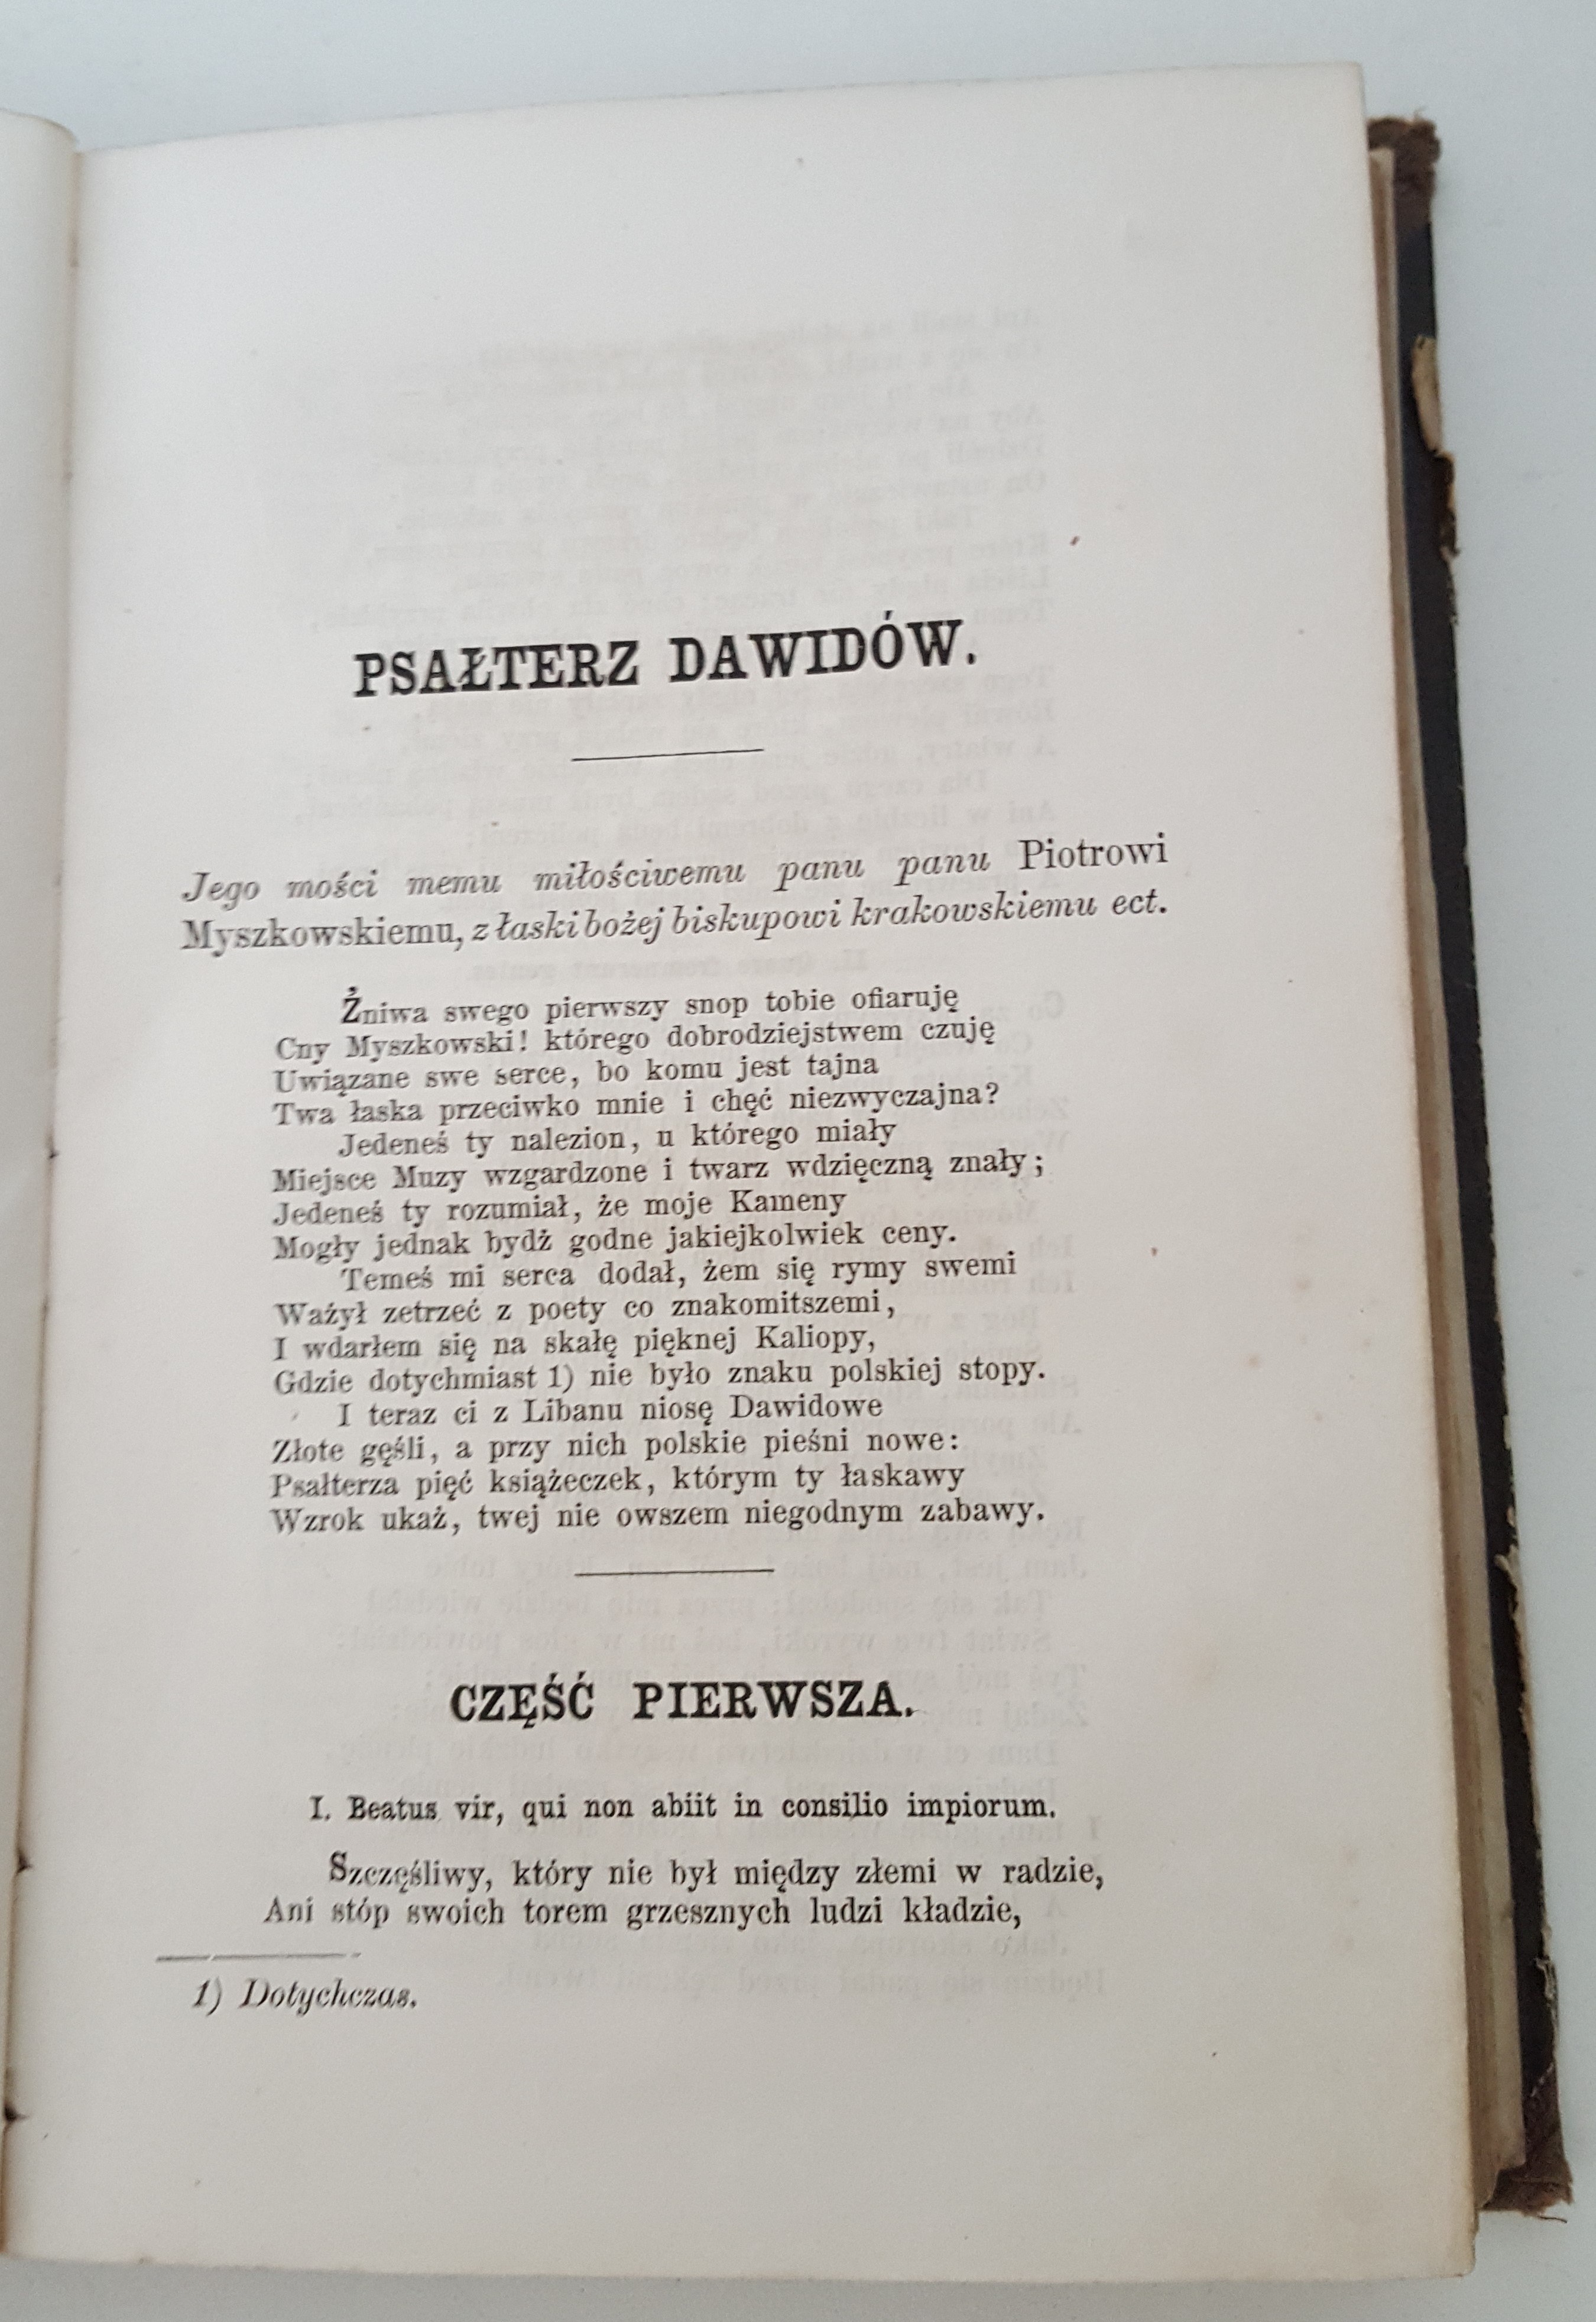 PSAŁTERZ DAWIDÓW.
Jego mości memu miłościwemu panu panu Piotrowi
Myszkowskiemu, z łaski bożej biskupowi krakowskiemu ect.
Żniwa swego pierwszy snop tobie ofiaruję
Cny Myszkowski! którego dobrodziejstwem czuję
Uwiązane swe serce, bo komu jest tajna
Twa łaska przeciwko mnie i chęć niezwyczajna?
Jedeneś ty nalezion, u którego miały
Miejsce Muzy wzgardzone i twarz wdzięczną znały;
Jedeneś ty rozumiał, że moje Kameny
Mogły jednak bydź godne jakiejkolwiek ceny.
Temeś mi serca dodał, żem się rymy swemi
Ważył zetrzeć z poety co znakomitszemi,
I wdarłem się na skałę pięknej Kaliopy,
Gdzie dotychmiast 1) nie było znaku polskiej stopy.
I teraz ci z Libanu niosę Dawidowe
Złote gęśli, a przy nich polskie pieśni nowe:
Psałterza pięć książeczek, którym ty łaskawy
Wzrok ukaż, twej nie owszem niegodnym zabawy.
CZĘŚĆ PIERWSZA.
I. Beatus vir, qui non abiit in consilio impiorum.
Szczęśliwy, który nie był między złemi w radzie,
Ani stóp swoich torem grzesznych ludzi kładzie,
1) Dotychczas.